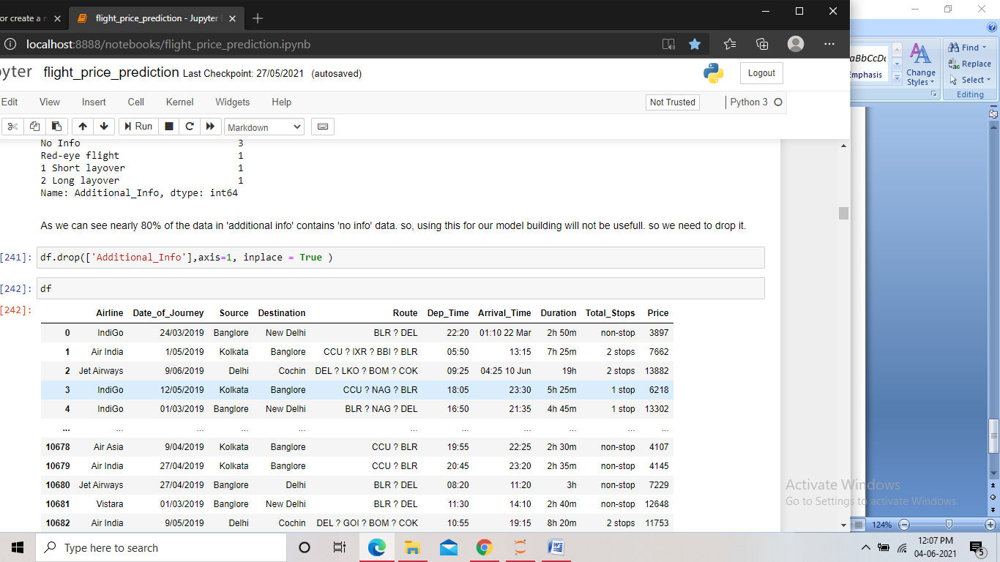 or create a n
flight_price_prediction - Jupyter
localhost:8888/notebooks/flight_price_prediction.ipynb
yter flight_price_prediction Last Checkpoint: 27/05/2021 (autosaved)
Logout
Edit View Insert Cell Kernel Widgets Help
Not Trusted
Python 3
Run
Markdown
No Info 3
Red-eye flight 1
1 Short layover 1
2 Long layover 1
Name: Additional_Info, dtype: int64
As we can see nearly 80% of the data in 'additional info' contains 'no info' data. so, using this for our model building will not be usefull. so we need to drop it.
[241]: df.drop(['Additional_Info'],axis=1, inplace = True )
[242]: df
[242]:
Airline Date_of_Journey Source Destination Route Dep_Time Arrival_Time Duration Total_Stops Price
0 IndiGo 24/03/2019 Banglore New Delhi BLR ? DEL 22:20 01:10 22 Mar 2h 50m non-stop 3897
1 Air India 1/05/2019 Kolkata Banglore CCU ? IXR ? BBI ? BLR 05:50 13:15 7h 25m 2 stops 7662
2 Jet Airways 9/06/2019 Delhi Cochin DEL ? LKO ? BOM ? COK 09:25 04:25 10 Jun 19h 2 stops 13882
3 IndiGo 12/05/2019 Kolkata Banglore CCU ? NAG ? BLR 18:05 23:30 5h 25m 1 stop 6218
4 IndiGo 01/03/2019 Banglore New Delhi BLR ? NAG ? DEL 16:50 21:35 4h 45m 1 stop 13302
... ... ... ... ... ... ... ... ... ... ...
10678 Air Asia 9/04/2019 Kolkata Banglore CCU ? BLR 19:55 22:25 2h 30m non-stop 4107
10679 Air India 27/04/2019 Kolkata Banglore CCU ? BLR 20:45 23:20 2h 35m non-stop 4145
10680 Jet Airways 27/04/2019 Banglore Delhi BLR ? DEL 08:20 11:20 3h non-stop 7229
10681 Vistara 01/03/2019 Banglore New Delhi BLR ? DEL 11:30 14:10 2h 40m non-stop 12648
10682 Air India 9/05/2019 Delhi Cochin DEL ? GOI ? BOM ? COK 10:55 19:15 8h 20m 2 stops 11753
aBbCcDc
Emphasis
Change
Styles
Find
Replace
Select
Editing
Activate Windows
Go to Settings to activate Windows.
124%
Type here to search
12:07 PM
04-06-2021
5